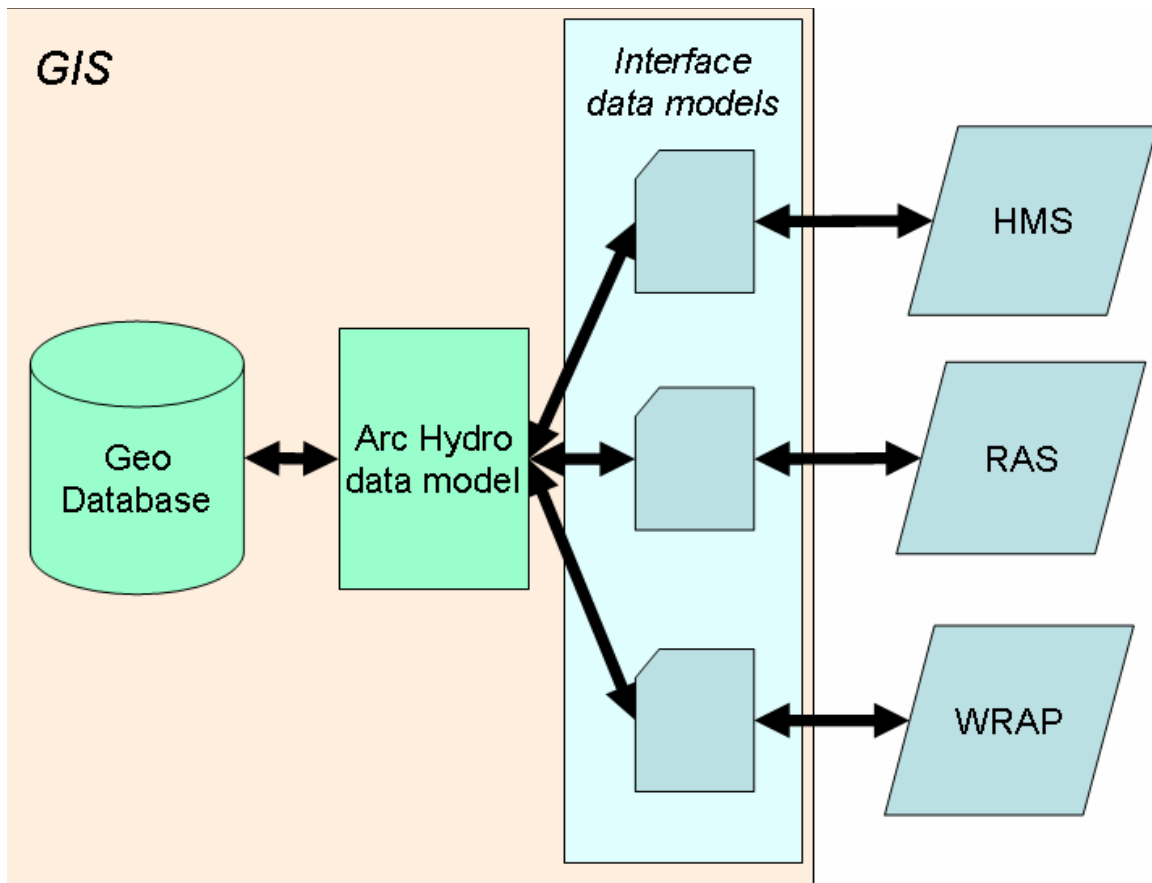 GIS
Interface
data models
HMS
Geo
Database
Arc Hydro
data model
RAS
WRAP